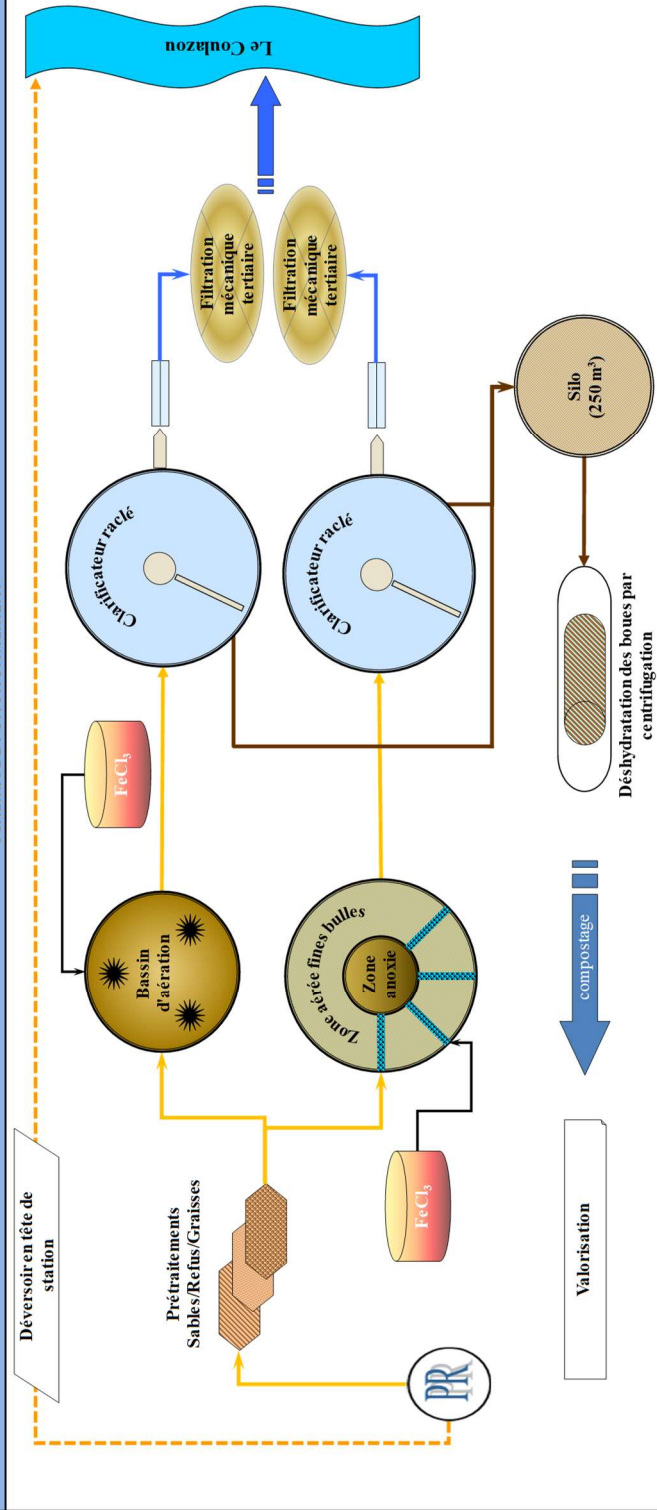 Déversoir en tête de
station
PR
Prétraitements
Sables/Refus/Graisses
Bassin
d'aération
FeCl₃
Clarificateur raclé
Filtration
mécanique
tertiaire
Le Coulazou
FeCl₃
Zone aérée fines bulles
Zone
anoxie
Clarificateur raclé
Filtration
mécanique
tertiaire
Silo
(250 m³)
Déshydratation des boues par
centrifugation
compostage
Valorisation